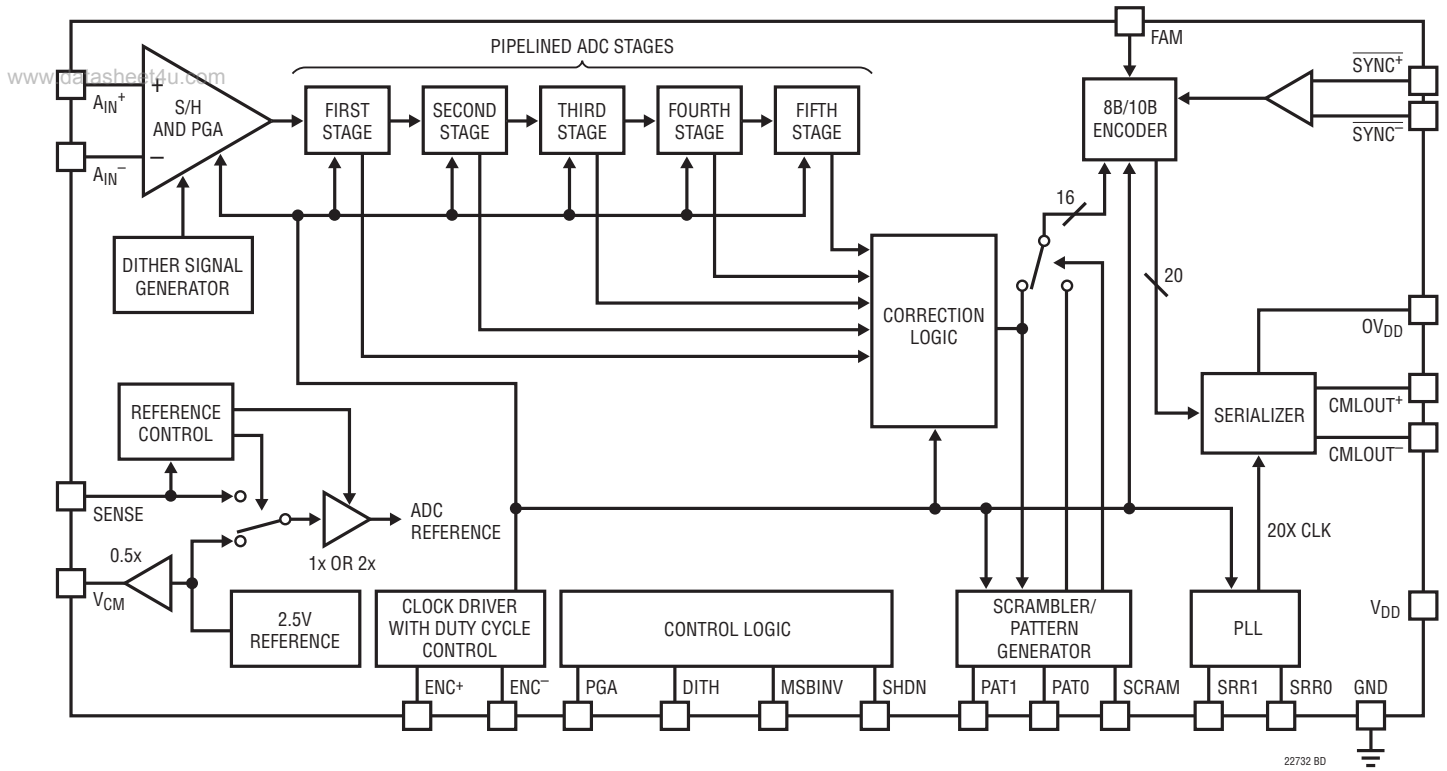 FAM
PIPELINED ADC STAGES
www.datasheet4u.com
SYNC+
SYNC−
AIN+
AIN−
+
−
S/H
AND PGA
FIRST
STAGE
SECOND
STAGE
THIRD
STAGE
FOURTH
STAGE
FIFTH
STAGE
8B/10B
ENCODER
16
20
DITHER SIGNAL
GENERATOR
CORRECTION
LOGIC
OVDD
SERIALIZER
CMLOUT+
CMLOUT−
REFERENCE
CONTROL
SENSE
ADC
REFERENCE
20X CLK
0.5x
1x OR 2x
VCM
2.5V
REFERENCE
CLOCK DRIVER
WITH DUTY CYCLE
CONTROL
CONTROL LOGIC
SCRAMBLER/
PATTERN
GENERATOR
PLL
VDD
ENC+
ENC−
PGA
DITH
MSBINV
SHDN
PAT1
PAT0
SCRAM
SRR1
SRR0
GND
22732 BD